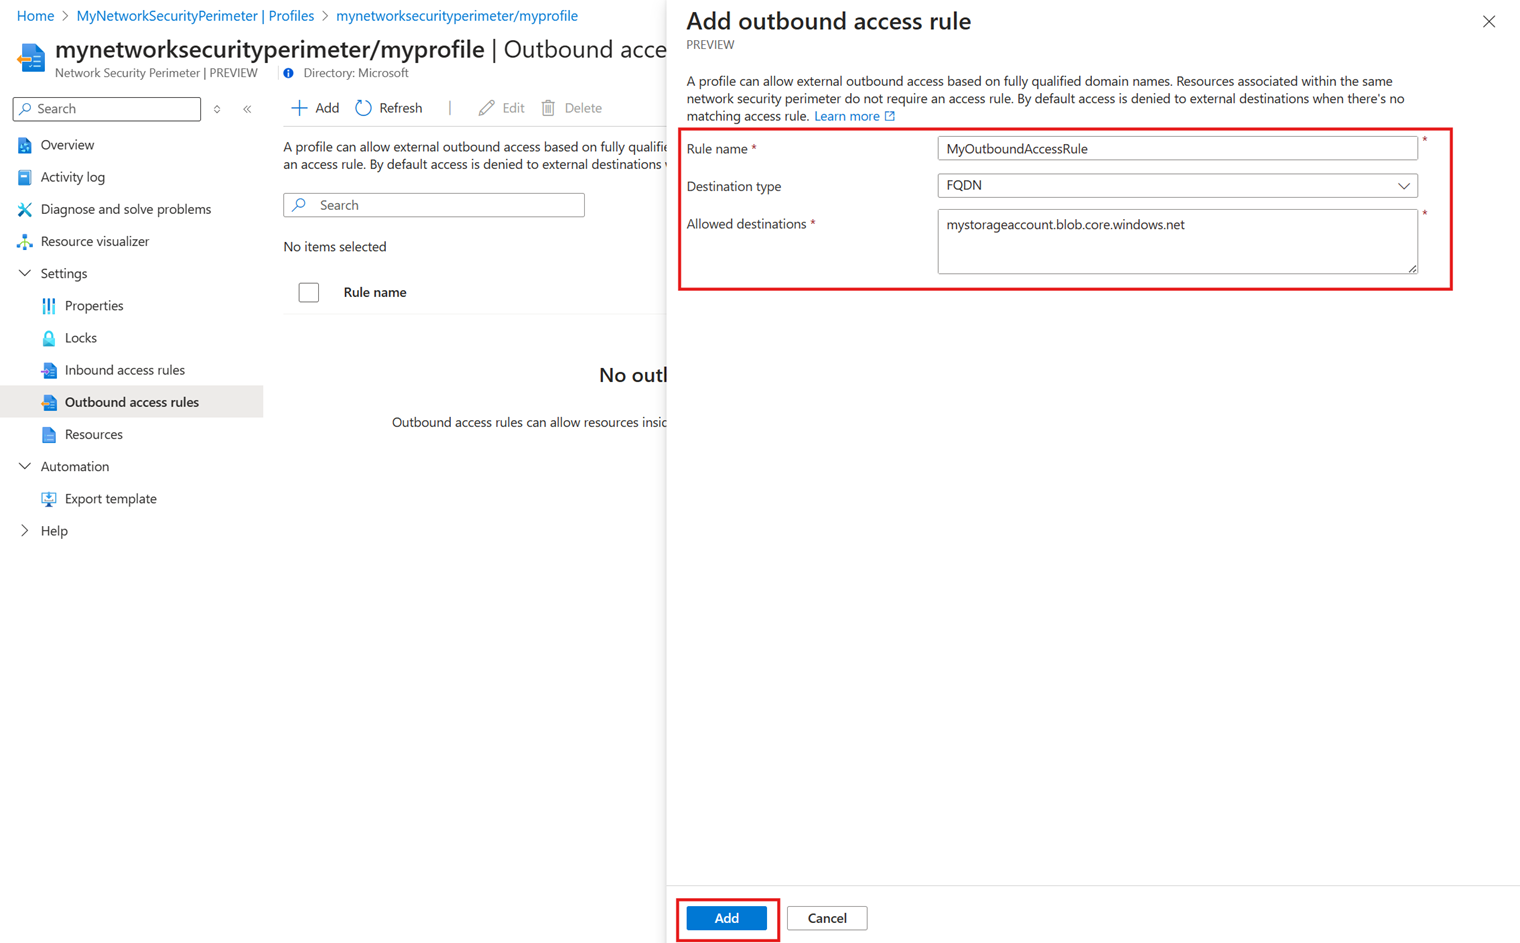 Home > MyNetworkSecurityPerimeter | Profiles > mynetworksecurityperimeter/myprofile
mynetworksecurityperimeter/myprofile | Outbound acce
Network Security Perimeter | PREVIEW
Directory: Microsoft
Search
Overview
Activity log
Diagnose and solve problems
Resource visualizer
Settings
Properties
Locks
Inbound access rules
Outbound access rules
Resources
Automation
Export template
Help
Add Refresh | Edit Delete
A profile can allow external outbound access based on fully qualifie
an access rule. By default access is denied to external destinations
Search
No items selected
Rule name
No outl
Outbound access rules can allow resources insic
Add outbound access rule
PREVIEW
A profile can allow external outbound access based on fully qualified domain names. Resources associated within the same
network security perimeter do not require an access rule. By default access is denied to external destinations when there's no
matching access rule. Learn more
Rule name *
MyOutboundAccessRule *
Destination type
FQDN
Allowed destinations *
mystorageaccount.blob.core.windows.net *
Add
Cancel